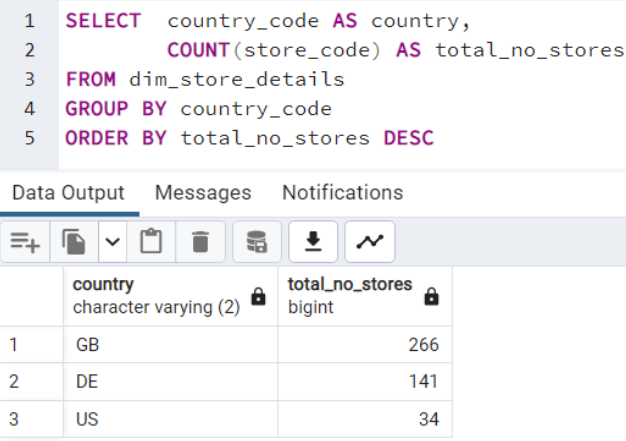 1 SELECT  country_code AS country,
2         COUNT(store_code) AS total_no_stores
3 FROM dim_store_details
4 GROUP BY country_code
5 ORDER BY total_no_stores DESC
Data Output Messages Notifications
country total_no_stores
character varying (2) bigint
1 GB 266
2 DE 141
3 US 34